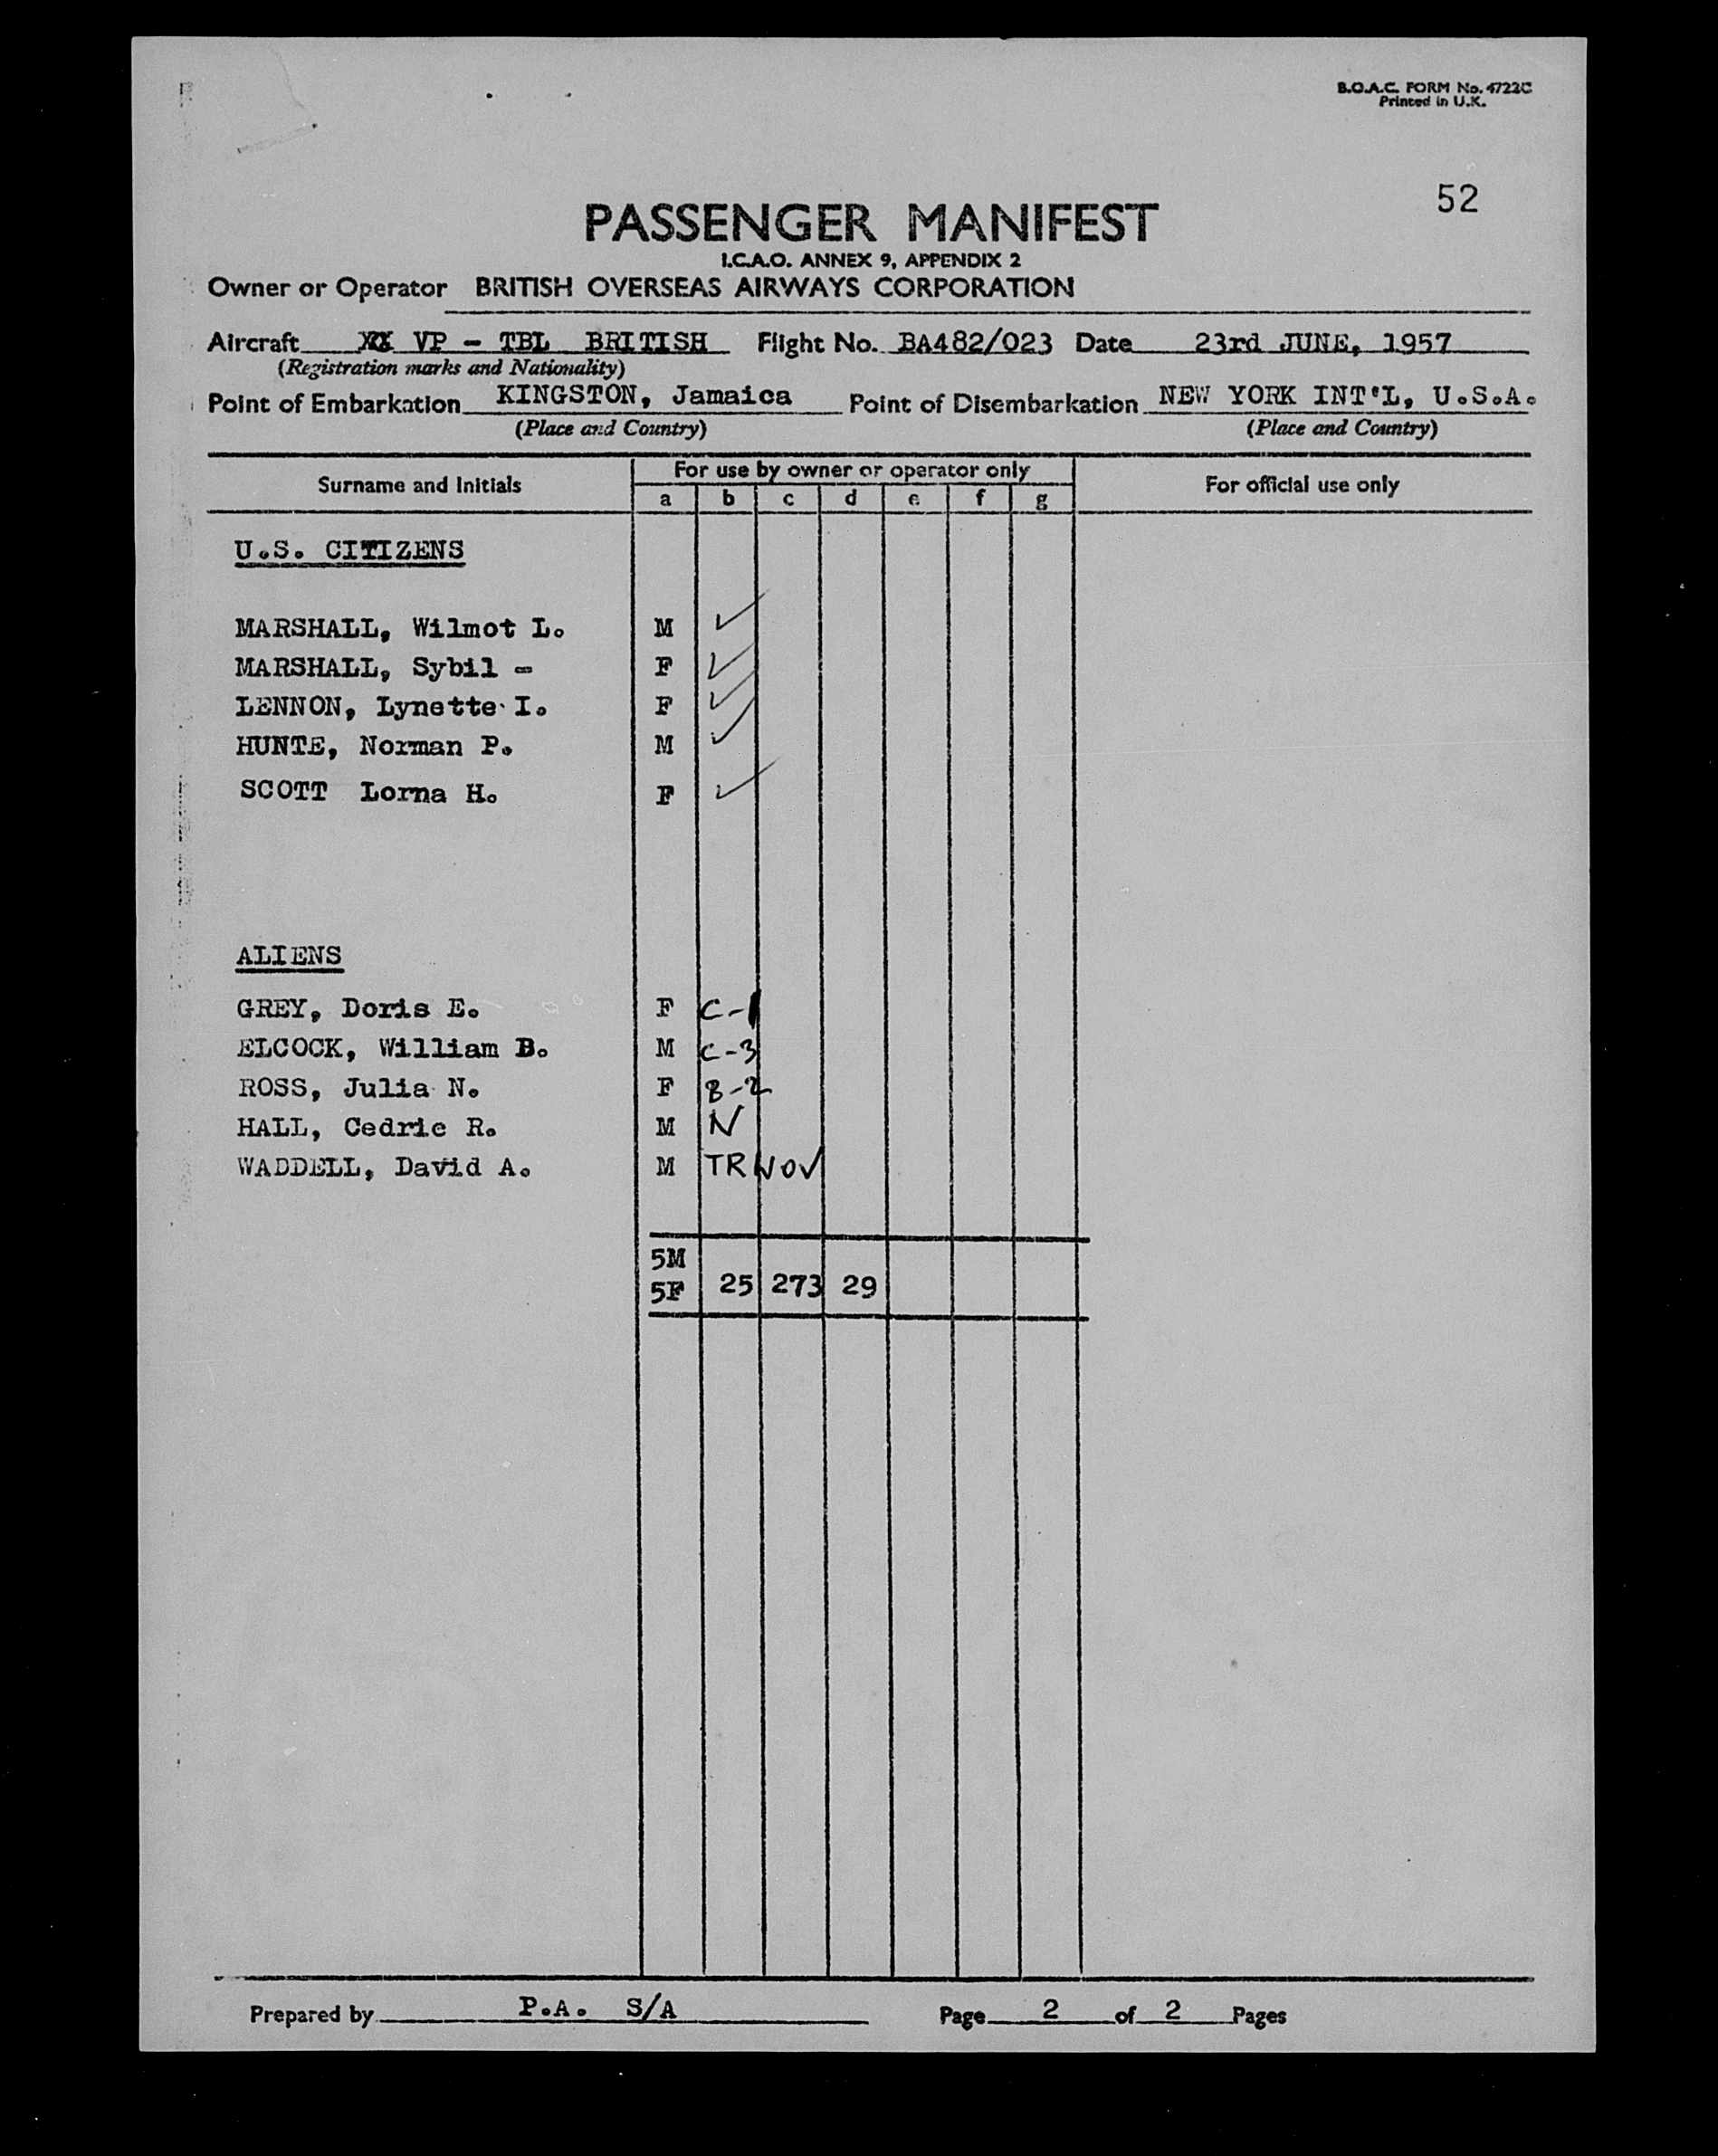 B.O.A.C. FORM No. 4722C
Printed in U.K.
52
PASSENGER MANIFEST
I.C.A.O. ANNEX 9, APPENDIX 2
Owner or Operator BRITISH OVERSEAS AIRWAYS CORPORATION
Aircraft XX VP - TBL BRITISH Flight No. BA482/023 Date 23rd JUNE, 1957
(Registration marks and Nationality)
Point of Embarkation KINGSTON, Jamaica Point of Disembarkation NEW YORK INT'L, U.S.A.
(Place and Country) (Place and Country)
Surname and Initials For use by owner or operator only For official use only
a b c d e f g
U.S. CITIZENS
MARSHALL, Wilmot L. M ✓
MARSHALL, Sybil - F ✓
LENNON, Lynette I. F ✓
HUNTE, Norman P. M ✓
SCOTT Lorna H. F ✓
ALIENS
GREY, Doris E. F C-1
ELCOCK, William B. M C-3
ROSS, Julia N. F B-2
HALL, Cedric R. M N
WADDELL, David A. M TRWOV
5M
5F 25 273 29
Prepared by P.A. S/A Page 2 of 2 Pages